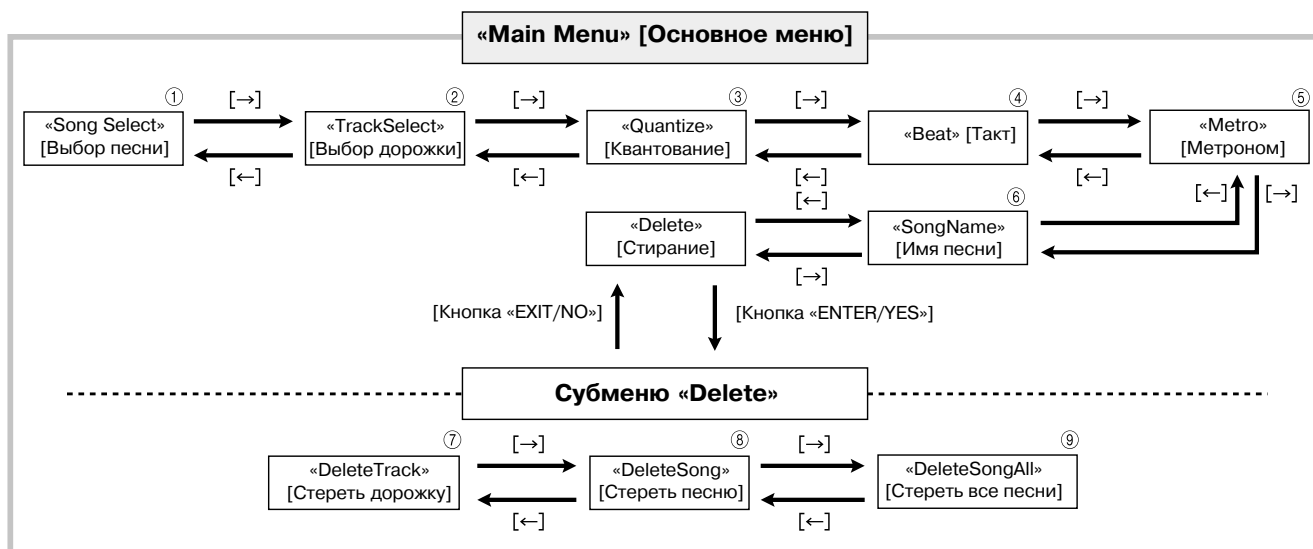 «Main Menu» [Основное меню]
① [→] ② [→] ③ [→] ④ [→] ⑤
«Song Select»
[Выбор песни]
«TrackSelect»
[Выбор дорожки]
«Quantize»
[Квантование]
«Beat» [Такт]
«Metro»
[Метроном]
[←] [←] [←] [←]
[←] [→]
[←] ⑥
«Delete»
[Стирание]
«SongName»
[Имя песни]
[→]
[Кнопка «EXIT/NO»] [Кнопка «ENTER/YES»]
Субменю «Delete»
⑦ [→] ⑧ [→] ⑨
«DeleteTrack»
[Стереть дорожку]
«DeleteSong»
[Стереть песню]
«DeleteSongAll»
[Стереть все песни]
[←] [←]